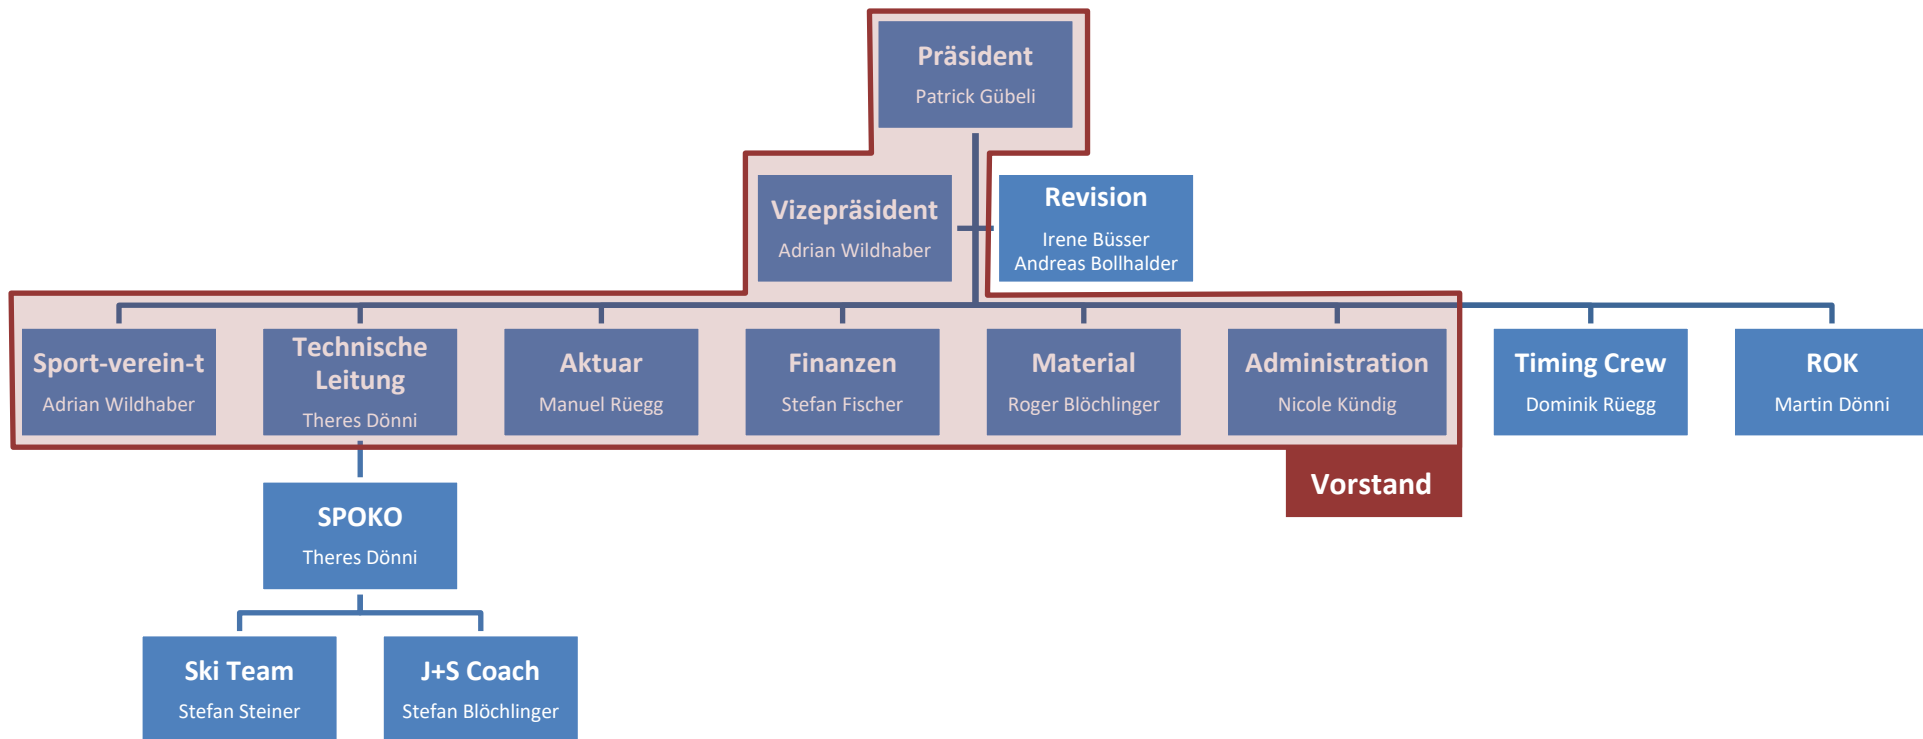 Präsident
Patrick Gübeli
Vizepräsident
Adrian Wildhaber
Revision
Irene Büsser
Andreas Bollhalder
Sport-verein-t
Adrian Wildhaber
Technische
Leitung
Theres Dönni
Aktuar
Manuel Rüegg
Finanzen
Stefan Fischer
Material
Roger Blöchlinger
Administration
Nicole Kündig
Timing Crew
Dominik Rüegg
ROK
Martin Dönni
Vorstand
SPOKO
Theres Dönni
Ski Team
Stefan Steiner
J+S Coach
Stefan Blöchlinger